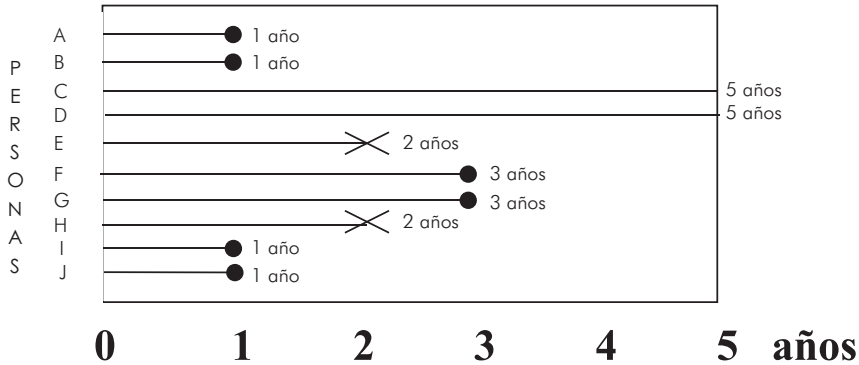 PERSONAS
A 1 año
B 1 año
C 5 años
D 5 años
E 2 años
F 3 años
G 3 años
H 2 años
I 1 año
J 1 año
0 1 2 3 4 5 años